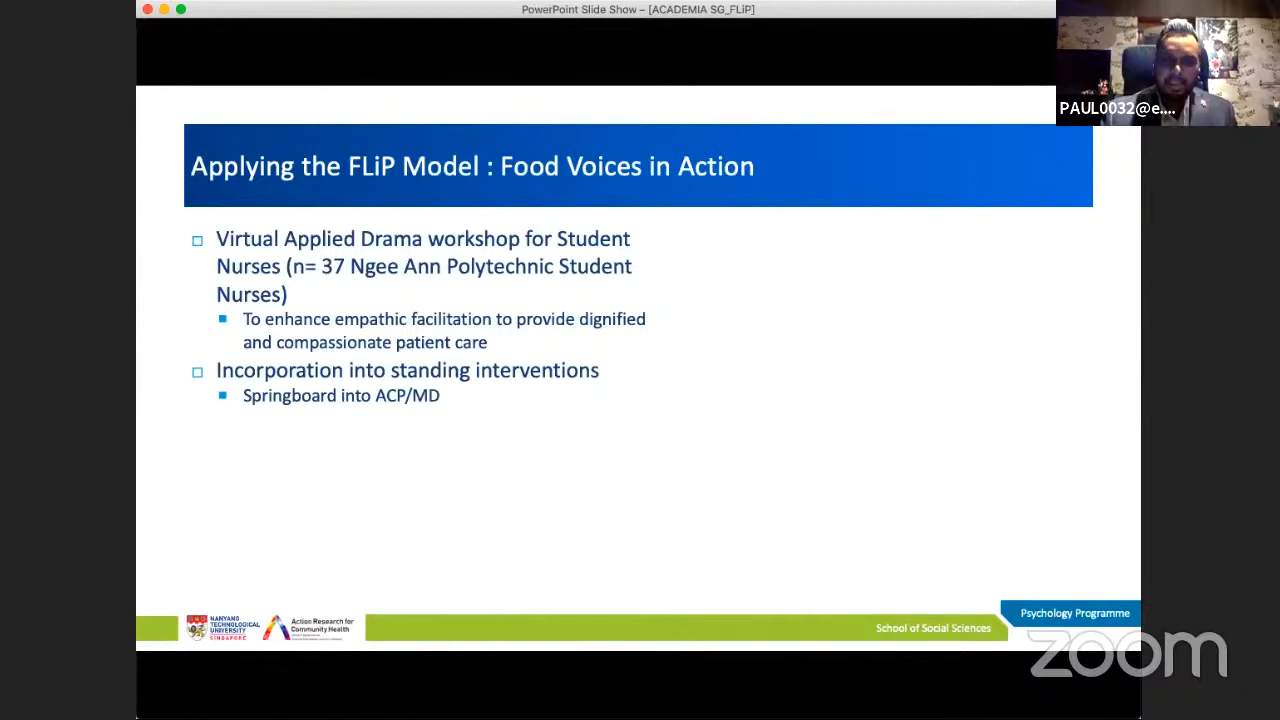 PowerPoint Slide Show – [ACADEMIA SG_FLiP]
PAUL0032@e....
Applying the FLiP Model : Food Voices in Action
Virtual Applied Drama workshop for Student
Nurses (n= 37 Ngee Ann Polytechnic Student
Nurses)
To enhance empathic facilitation to provide dignified
and compassionate patient care
Incorporation into standing interventions
Springboard into ACP/MD
NANYANG
TECHNOLOGICAL
UNIVERSITY
SINGAPORE
Action Research for
Community Health
School of Social Sciences
Psychology Programme
zoom